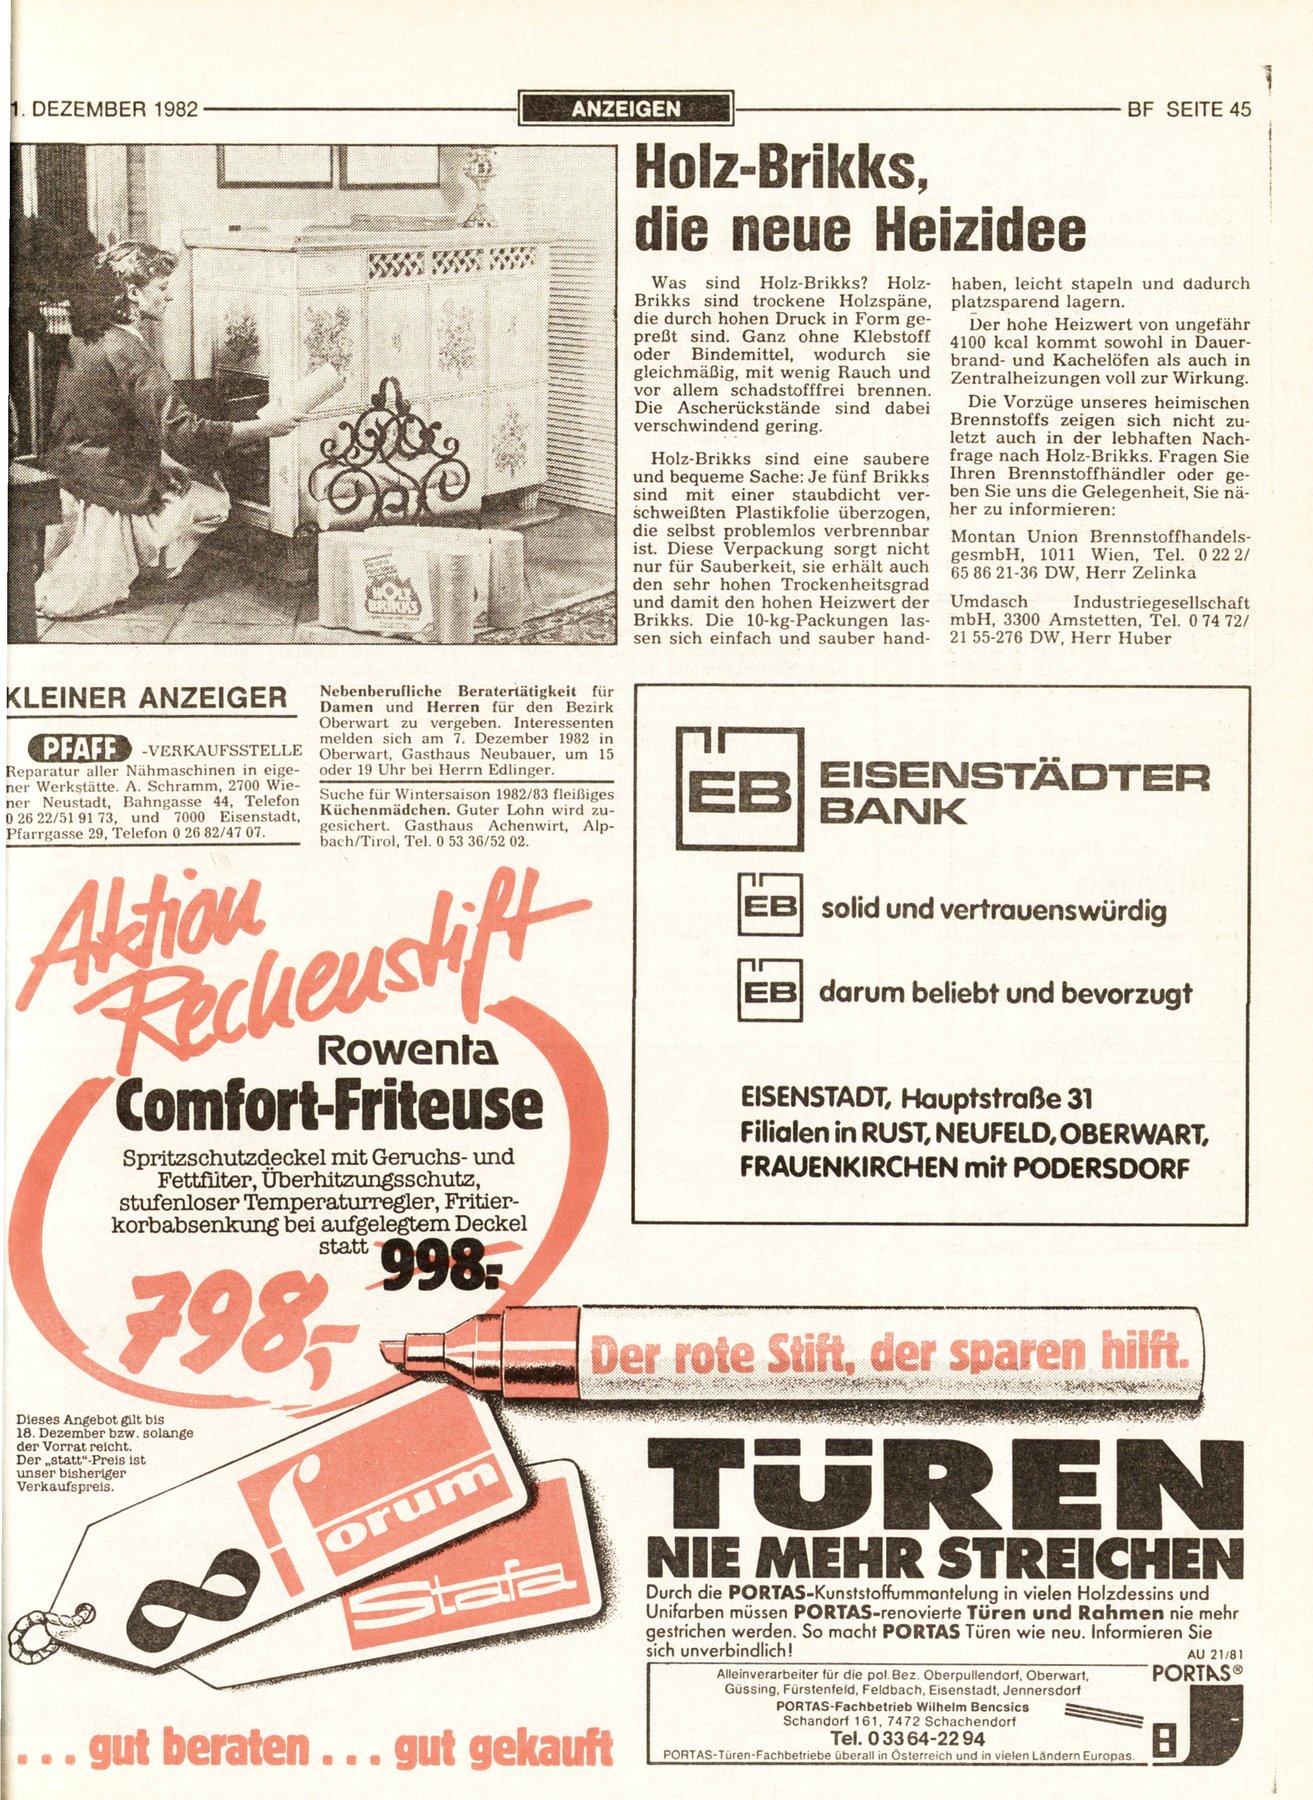 1. DEZEMBER 1982
ANZEIGEN
BF SEITE 45
Holz-Brikks,
die neue Heizidee
Was sind Holz-Brikks? Holz-
Brikks sind trockene Holzspäne,
die durch hohen Druck in Form ge-
preßt sind. Ganz ohne Klebstoff
oder Bindemittel, wodurch sie
gleichmäßig, mit wenig Rauch und
vor allem schadstofffrei brennen.
Die Ascherückstände sind dabei
verschwindend gering.
Holz-Brikks sind eine saubere
und bequeme Sache: Je fünf Brikks
sind mit einer staubdicht ver-
schweißten Plastikfolie überzogen,
die selbst problemlos verbrennbar
ist. Diese Verpackung sorgt nicht
nur für Sauberkeit, sie erhält auch
den sehr hohen Trockenheitsgrad
und damit den hohen Heizwert der
Brikks. Die 10-kg-Packungen las-
sen sich einfach und sauber hand-
haben, leicht stapeln und dadurch
platzsparend lagern.
Der hohe Heizwert von ungefähr
4100 kcal kommt sowohl in Dauer-
brand- und Kachelöfen als auch in
Zentralheizungen voll zur Wirkung.
Die Vorzüge unseres heimischen
Brennstoffs zeigen sich nicht zu-
letzt auch in der lebhaften Nach-
frage nach Holz-Brikks. Fragen Sie
Ihren Brennstoffhändler oder ge-
ben Sie uns die Gelegenheit, Sie nä-
her zu informieren:
Montan Union Brennstoffhandels-
gesmbH, 1011 Wien, Tel. 0 22 2/
65 86 21-36 DW, Herr Zelinka
Umdasch Industriegesellschaft
mbH, 3300 Amstetten, Tel. 0 74 72/
21 55-276 DW, Herr Huber
HOLZ
BRIKKS
KLEINER ANZEIGER
PFAFF -VERKAUFSSTELLE
Reparatur aller Nähmaschinen in eige-
ner Werkstätte. A. Schramm, 2700 Wie-
ner Neustadt, Bahngasse 44, Telefon
0 26 22/51 91 73, und 7000 Eisenstadt,
Pfarrgasse 29, Telefon 0 26 82/47 07.
Nebenberufliche Beratertätigkeit für
Damen und Herren für den Bezirk
Oberwart zu vergeben. Interessenten
melden sich am 7. Dezember 1982 in
Oberwart, Gasthaus Neubauer, um 15
oder 19 Uhr bei Herrn Edlinger.
Suche für Wintersaison 1982/83 fleißiges
Küchenmädchen. Guter Lohn wird zu-
gesichert. Gasthaus Achenwirt, Alp-
bach/Tirol, Tel. 0 53 36/52 02.
EB EISENSTÄDTER
BANK
EB solid und vertrauenswürdig
EB darum beliebt und bevorzugt
EISENSTADT, Hauptstraße 31
Filialen in RUST, NEUFELD, OBERWART,
FRAUENKIRCHEN mit PODERSDORF
Aktion
Rechenstift
Rowenta
Comfort-Friteuse
Spritzschutzdeckel mit Geruchs- und
Fettfilter, Überhitzungsschutz,
stufenloser Temperaturregler, Fritier-
korbabsenkung bei aufgelegtem Deckel
statt 998,-
798,-
Der rote Stift, der sparen hilft.
Dieses Angebot gilt bis
18. Dezember bzw. solange
der Vorrat reicht.
Der „statt“-Preis ist
unser bisheriger
Verkaufspreis.
forum
Stafa
... gut beraten ... gut gekauft
TÜREN
NIE MEHR STREICHEN
Durch die PORTAS-Kunststoffummantelung in vielen Holzdessins und
Unifarben müssen PORTAS-renovierte Türen und Rahmen nie mehr
gestrichen werden. So macht PORTAS Türen wie neu. Informieren Sie
sich unverbindlich!
AU 21/81
Alleinverarbeiter für die pol. Bez. Oberpullendorf, Oberwart,
Güssing, Fürstenfeld, Feldbach, Eisenstadt, Jennersdorf
PORTAS-Fachbetrieb Wilhelm Bencsics
Schandorf 161, 7472 Schachendorf
Tel. 0 33 64-22 94
PORTAS-Türen-Fachbetriebe überall in Österreich und in vielen Ländern Europas.
PORTAS®